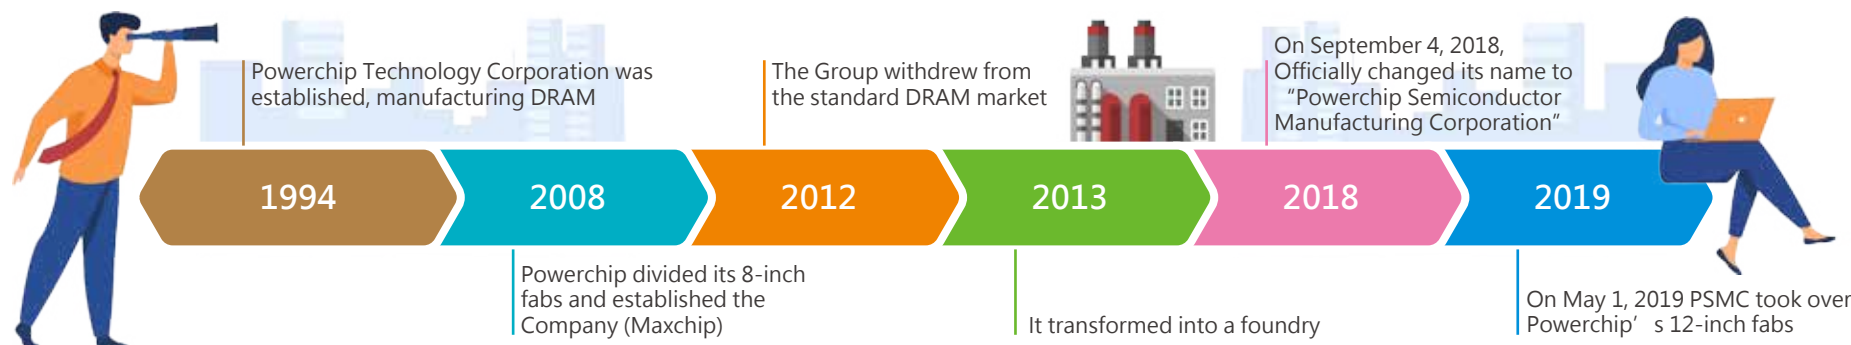 Powerchip Technology Corporation was
established, manufacturing DRAM
The Group withdrew from
the standard DRAM market
On September 4, 2018,
Officially changed its name to
“Powerchip Semiconductor
Manufacturing Corporation”
1994
2008
2012
2013
2018
2019
Powerchip divided its 8-inch
fabs and established the
Company (Maxchip)
It transformed into a foundry
On May 1, 2019 PSMC took over
Powerchip’s 12-inch fabs